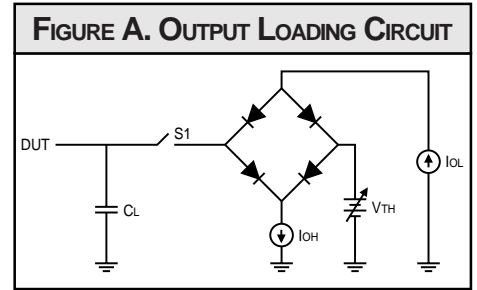 FIGURE A. OUTPUT LOADING CIRCUIT
DUT
S1
CL
IOH
VTH
IOL